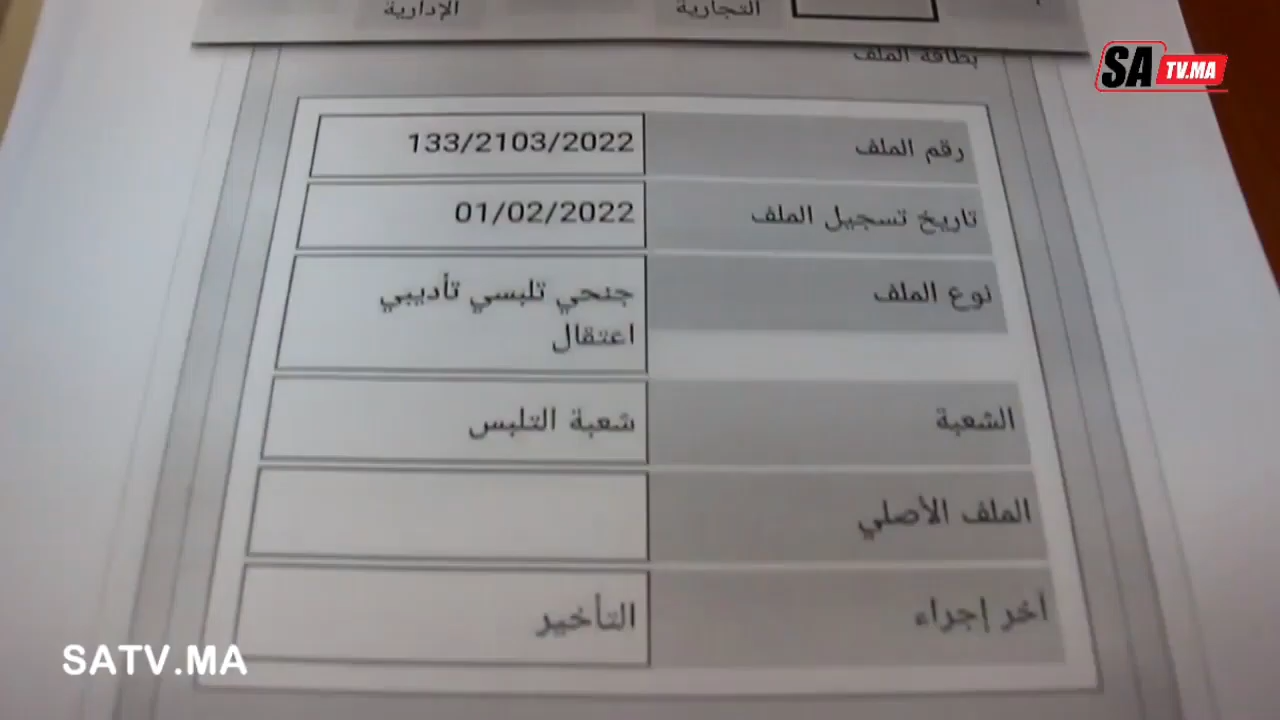 التجارية الإدارية
SA TV.MA
بطاقة الملف
رقم الملف 133/2103/2022
تاريخ تسجيل الملف 01/02/2022
نوع الملف جنحي تلبسي تأديبي
اعتقال
الشعبة شعبة التلبس
الملف الأصلي
آخر إجراء التأخير
SATV.MA